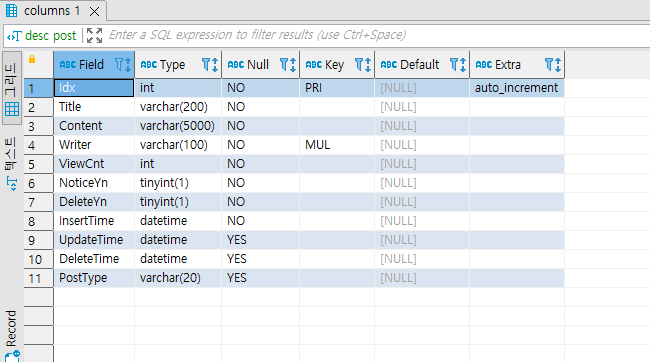 columns 1
desc post Enter a SQL expression to filter results (use Ctrl+Space)
그리드
텍스트
Record
ABC Field ABC Type ABC Null ABC Key ABC Default ABC Extra
1 Idx int NO PRI [NULL] auto_increment
2 Title varchar(200) NO [NULL]
3 Content varchar(5000) NO [NULL]
4 Writer varchar(100) NO MUL [NULL]
5 ViewCnt int NO [NULL]
6 NoticeYn tinyint(1) NO [NULL]
7 DeleteYn tinyint(1) NO [NULL]
8 InsertTime datetime NO [NULL]
9 UpdateTime datetime YES [NULL]
10 DeleteTime datetime YES [NULL]
11 PostType varchar(20) YES [NULL]